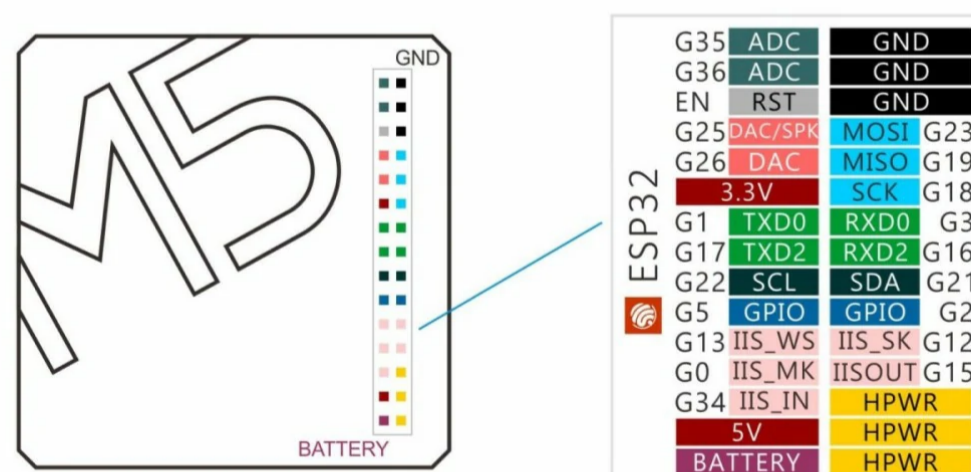 M5
GND
BATTERY
ESP32
G35 ADC GND
G36 ADC GND
EN RST GND
G25 DAC/SPK MOSI G23
G26 DAC MISO G19
3.3V SCK G18
G1 TXD0 RXD0 G3
G17 TXD2 RXD2 G16
G22 SCL SDA G21
G5 GPIO GPIO G2
G13 IIS_WS IIS_SK G12
G0 IIS_MK IISOUT G15
G34 IIS_IN HPWR
5V HPWR
BATTERY HPWR